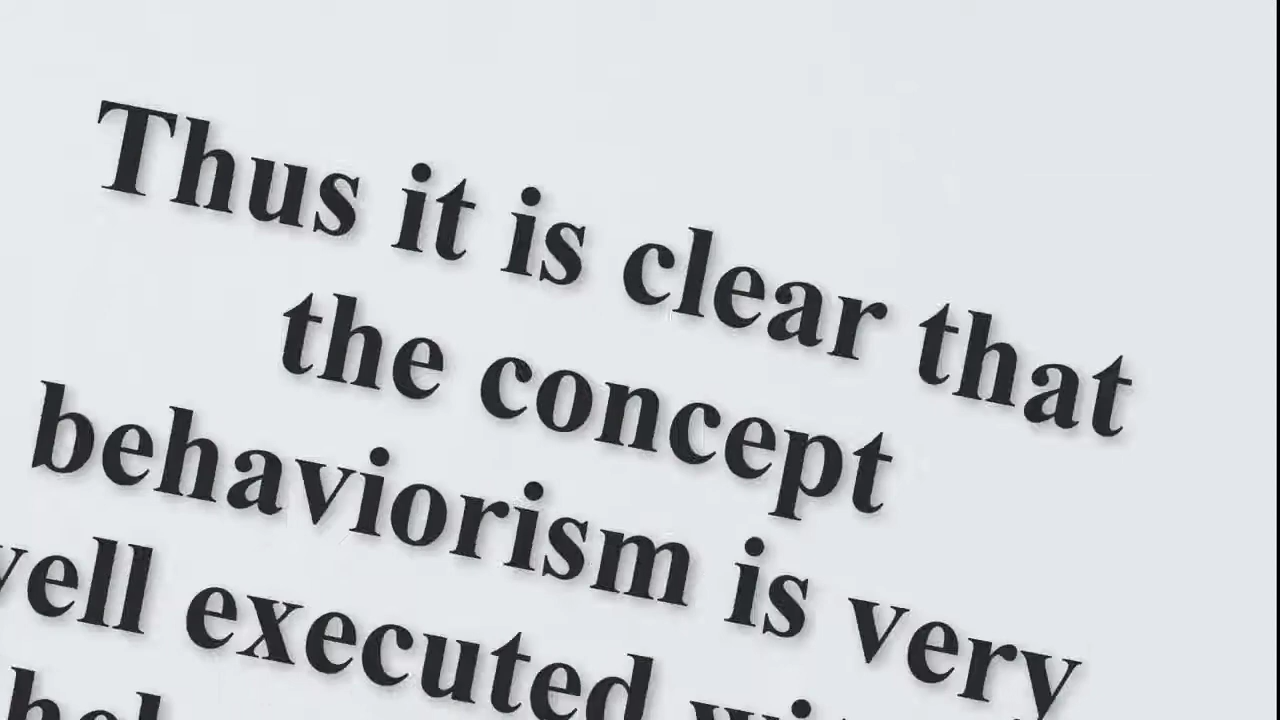 Thus it is clear that
the concept
behaviorism is very
well executed